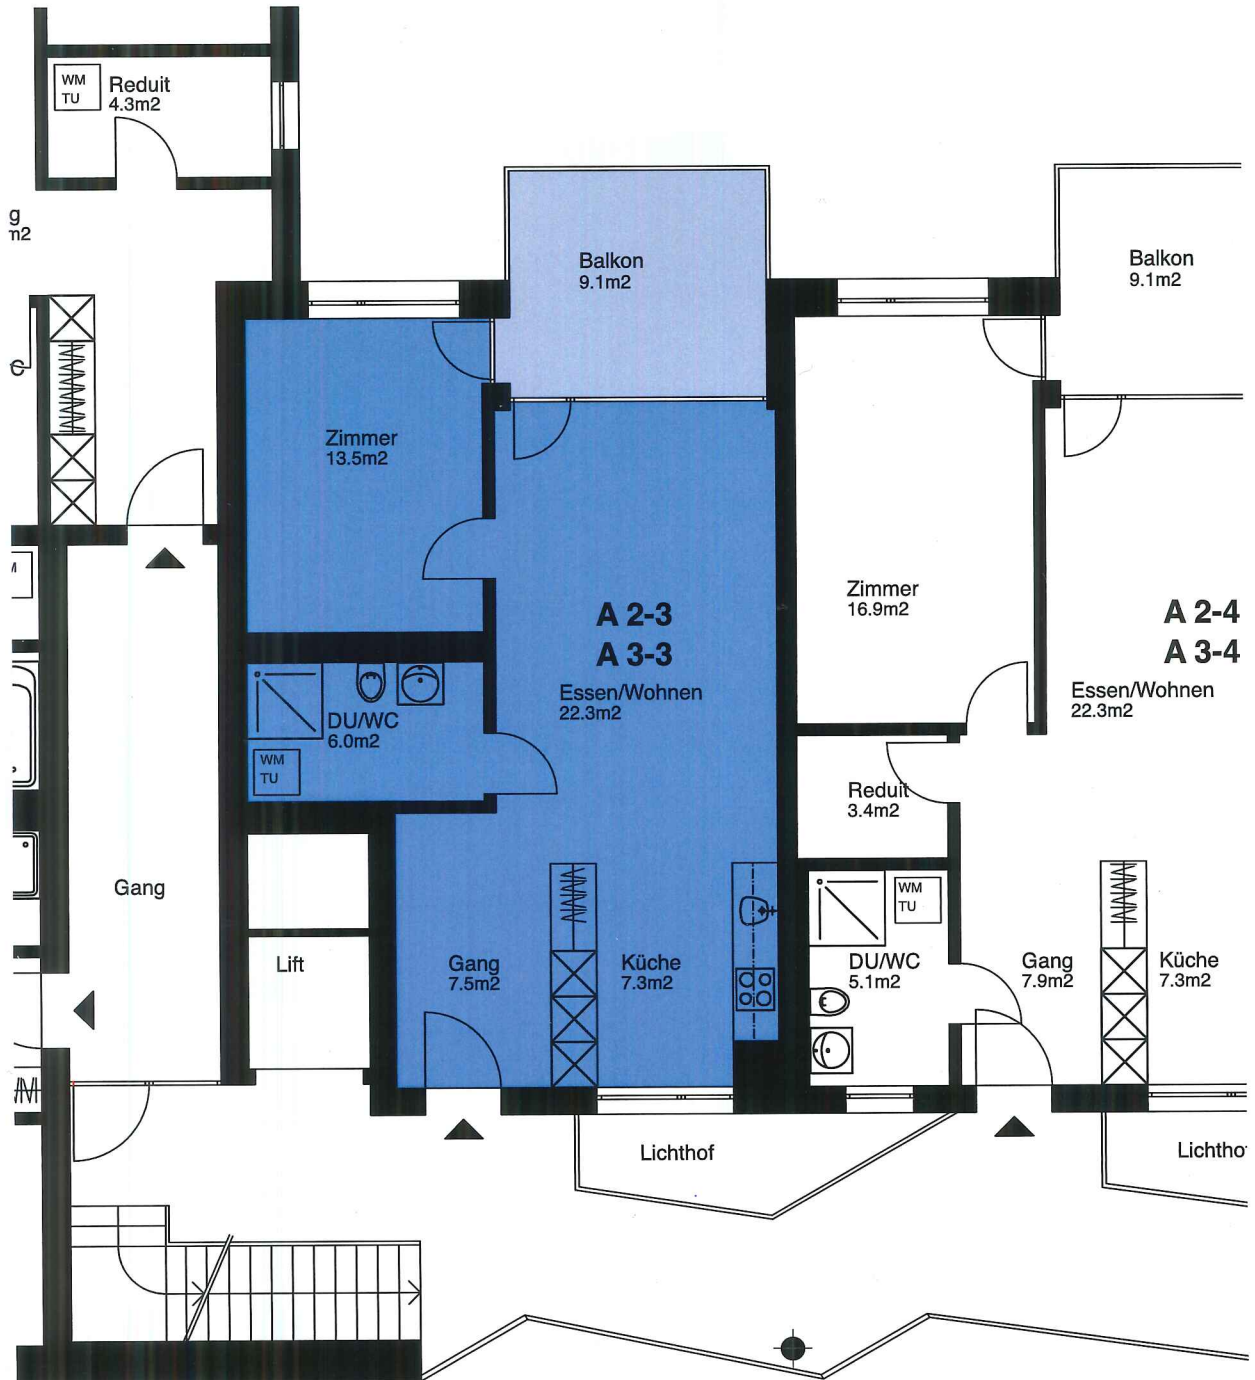 WM
TU
Reduit
4.3m2
g
m2
Balkon
9.1m2
Balkon
9.1m2
Zimmer
13.5m2
A 2-3
A 3-3
Essen/Wohnen
22.3m2
DU/WC
6.0m2
WM
TU
Zimmer
16.9m2
A 2-4
A 3-4
Essen/Wohnen
22.3m2
Reduit
3.4m2
Gang
Lift
Gang
7.5m2
Küche
7.3m2
WM
TU
DU/WC
5.1m2
Gang
7.9m2
Küche
7.3m2
Lichthof
Lichtho